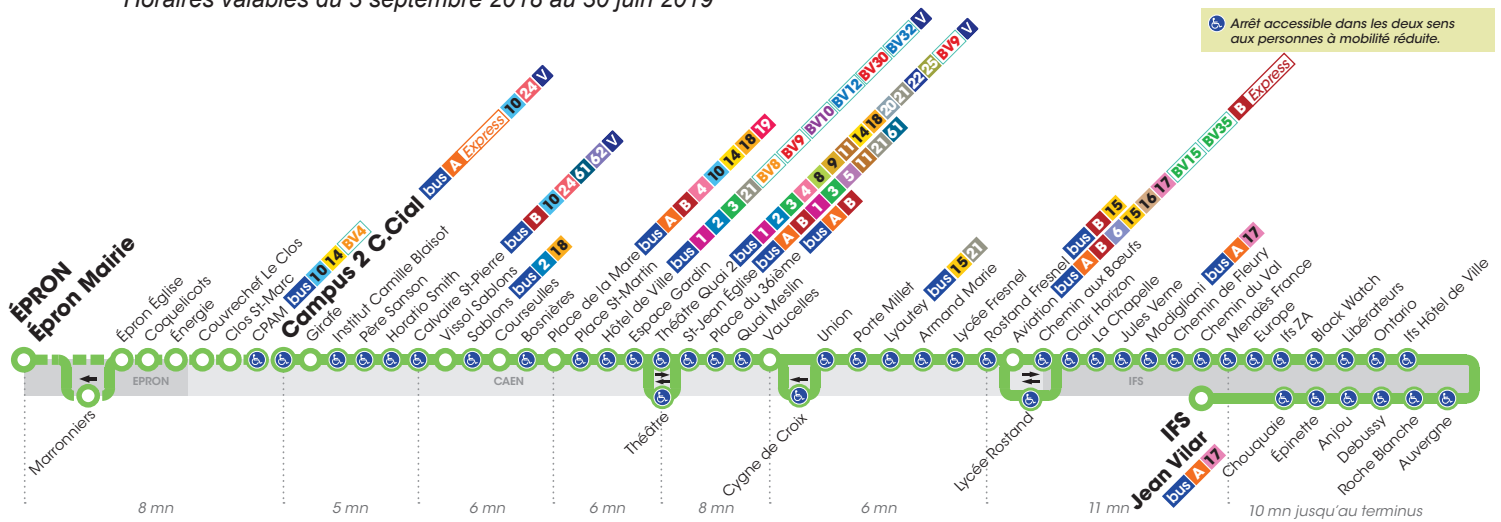 Horaires valables du 3 septembre 2018 au 30 juin 2019
Arrêt accessible dans les deux sens
aux personnes à mobilité réduite.
ÉPRON
Épron Mairie
Marronniers
Épron Église
Coquelicots
Énergie
Couvrechef Le Clos
Clos St-Marc
CPAM bus 10 14 BV4
Campus 2 C.Cial bus A Express 10 24 V
Girafe
Institut Camille Blaisot
Père Sanson
Horatio Smith
Calvaire St-Pierre bus B 10 24 61 62 V
Vissol Sablons
Sablons bus 2 18
Courseulles
Bosnières
Place de la Mare bus A B 4 10 14 18 19
Place St-Martin
Hôtel de Ville bus 1 2 3 21 BV8 BV9 BV10 BV12 BV30 BV32 V
Espace Gardin
Théâtre Quai 2 bus 1 2 3 4 8 9 11 14 18 20 21 22 25 BV9 V
Théâtre
St-Jean Église bus A B 1 3 5 11 21 61
Place du 36ième bus A B
Quai Meslin
Vaucelles
Cygne de Croix
Union
Porte Millet
Lyautey bus 15 21
Armand Marie
Lycée Fresnel
Rostand Fresnel bus B 15
Aviation bus A B 6 15 16 17 BV15 BV35 B Express
Lycée Rostand
Chemin aux Bœufs
Clair Horizon
La Chapelle
Jules Verne
Modigliani bus A 17
Chemin de Fleury
Chemin du Val
Mendès France
Europe
Ifs ZA
Black Watch
Libérateurs
Ontario
Ifs Hôtel de Ville
EPRON
CAEN
IFS
IFS
Jean Vilar
bus A 17
Chouquaie
Épinette
Anjou
Debussy
Roche Blanche
Auvergne
8 mn
5 mn
6 mn
6 mn
8 mn
6 mn
11 mn
10 mn jusqu'au terminus